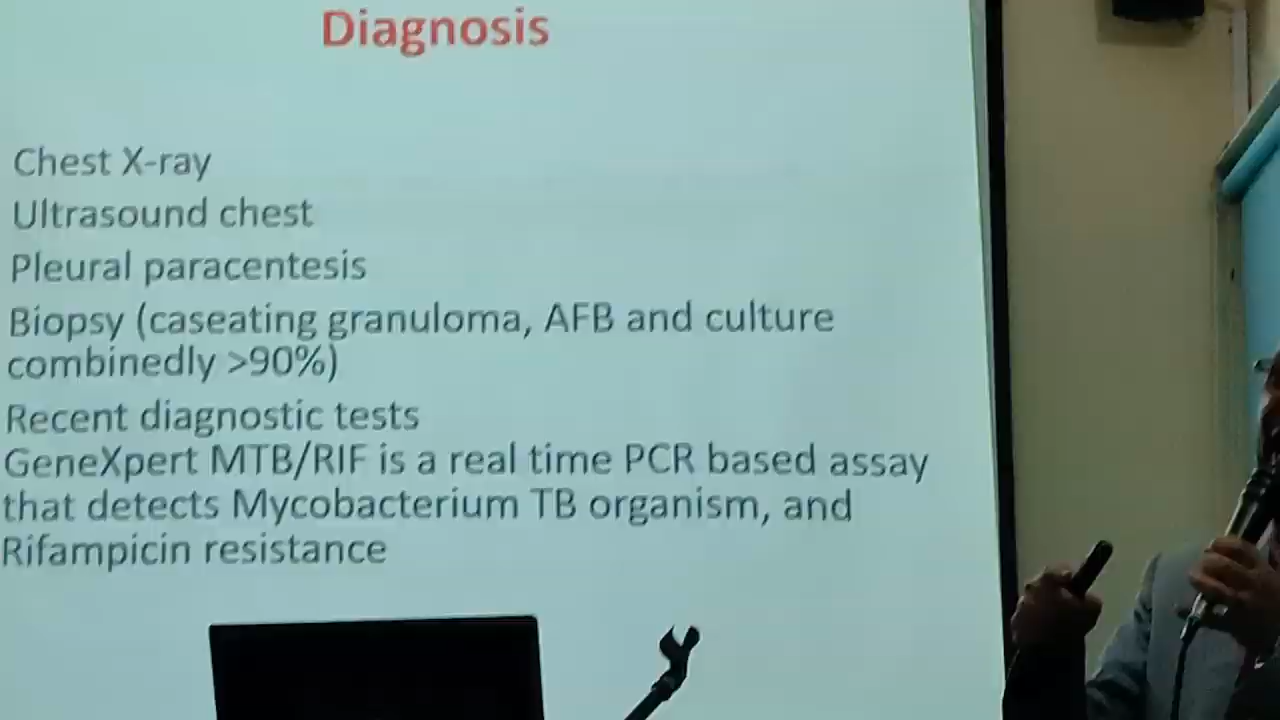 Diagnosis
Chest X-ray
Ultrasound chest
Pleural paracentesis
Biopsy (caseating granuloma, AFB and culture
combinedly >90%)
Recent diagnostic tests
GeneXpert MTB/RIF is a real time PCR based assay
that detects Mycobacterium TB organism, and
Rifampicin resistance